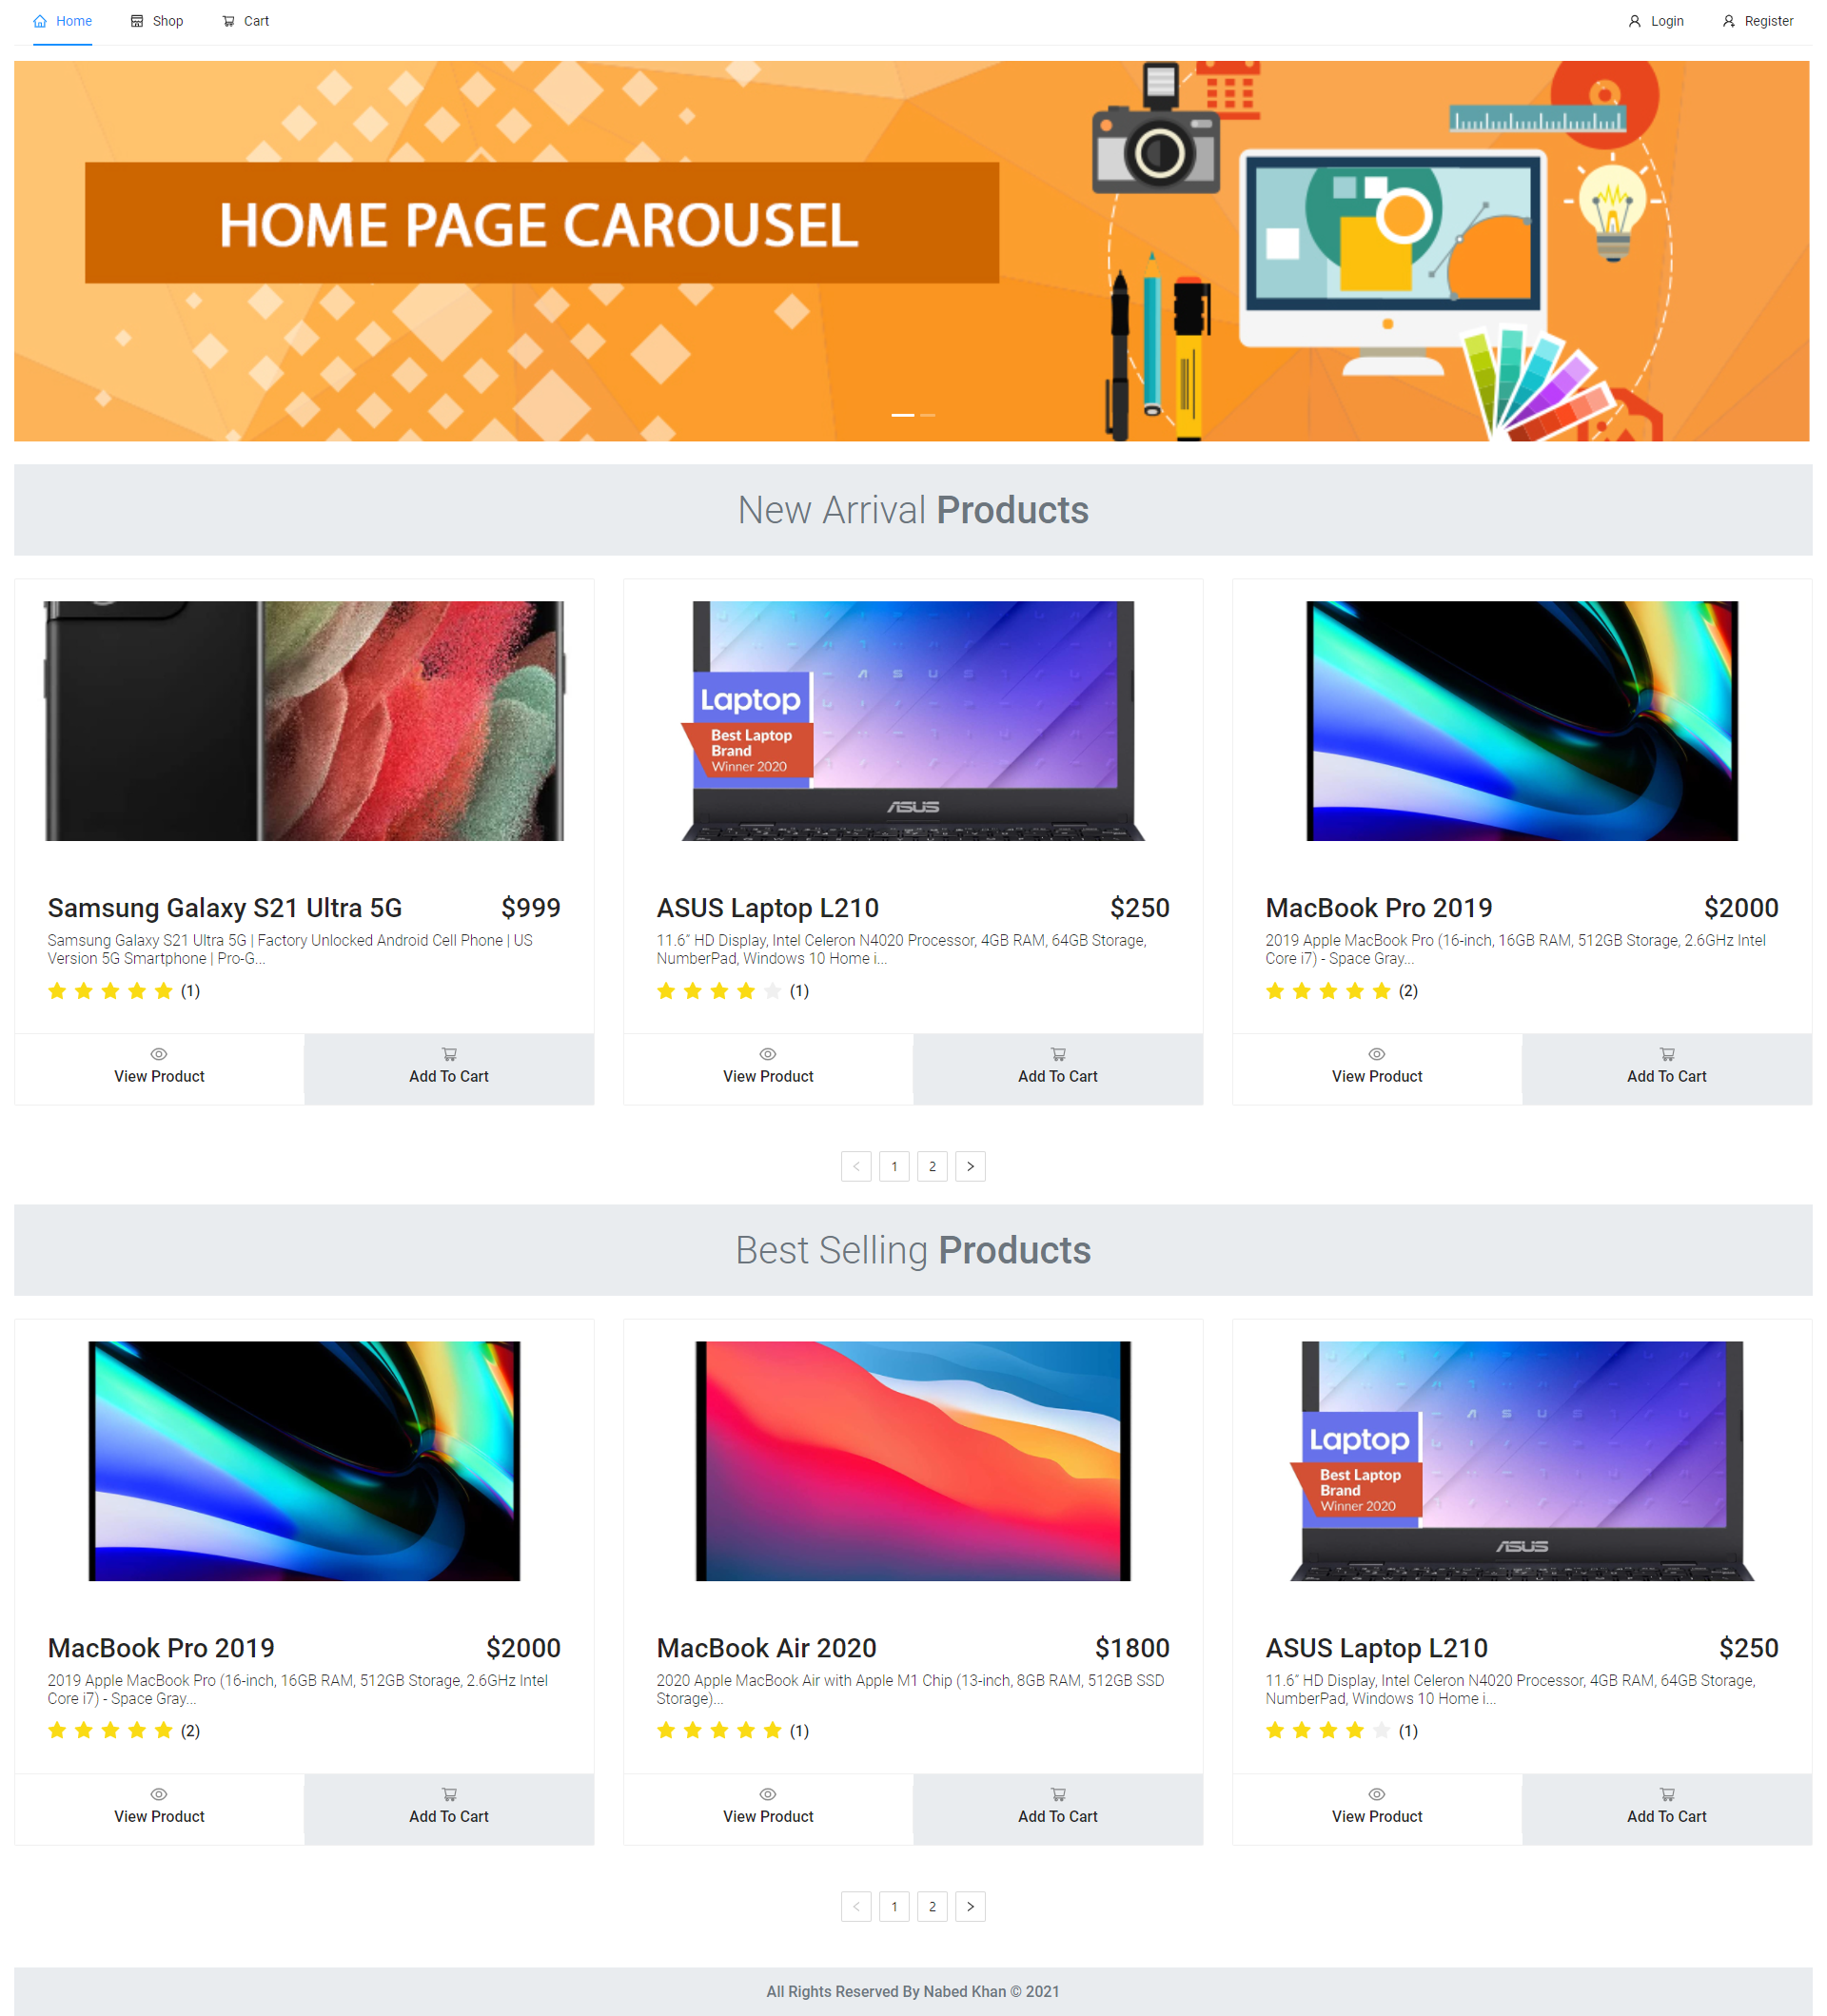 Home Shop Cart Login Register
HOME PAGE CAROUSEL
New Arrival Products
Laptop
Best Laptop
Brand
Winner 2020
ASUS
Samsung Galaxy S21 Ultra 5G $999
Samsung Galaxy S21 Ultra 5G | Factory Unlocked Android Cell Phone | US
Version 5G Smartphone | Pro-G...
(1)
View Product Add To Cart
ASUS Laptop L210 $250
11.6” HD Display, Intel Celeron N4020 Processor, 4GB RAM, 64GB Storage,
NumberPad, Windows 10 Home i...
(1)
View Product Add To Cart
MacBook Pro 2019 $2000
2019 Apple MacBook Pro (16-inch, 16GB RAM, 512GB Storage, 2.6GHz Intel
Core i7) - Space Gray...
(2)
View Product Add To Cart
1 2
Best Selling Products
MacBook Pro 2019 $2000
2019 Apple MacBook Pro (16-inch, 16GB RAM, 512GB Storage, 2.6GHz Intel
Core i7) - Space Gray...
(2)
View Product Add To Cart
MacBook Air 2020 $1800
2020 Apple MacBook Air with Apple M1 Chip (13-inch, 8GB RAM, 512GB SSD
Storage)...
(1)
View Product Add To Cart
Laptop
Best Laptop
Brand
Winner 2020
ASUS
ASUS Laptop L210 $250
11.6” HD Display, Intel Celeron N4020 Processor, 4GB RAM, 64GB Storage,
NumberPad, Windows 10 Home i...
(1)
View Product Add To Cart
1 2
All Rights Reserved By Nabed Khan © 2021